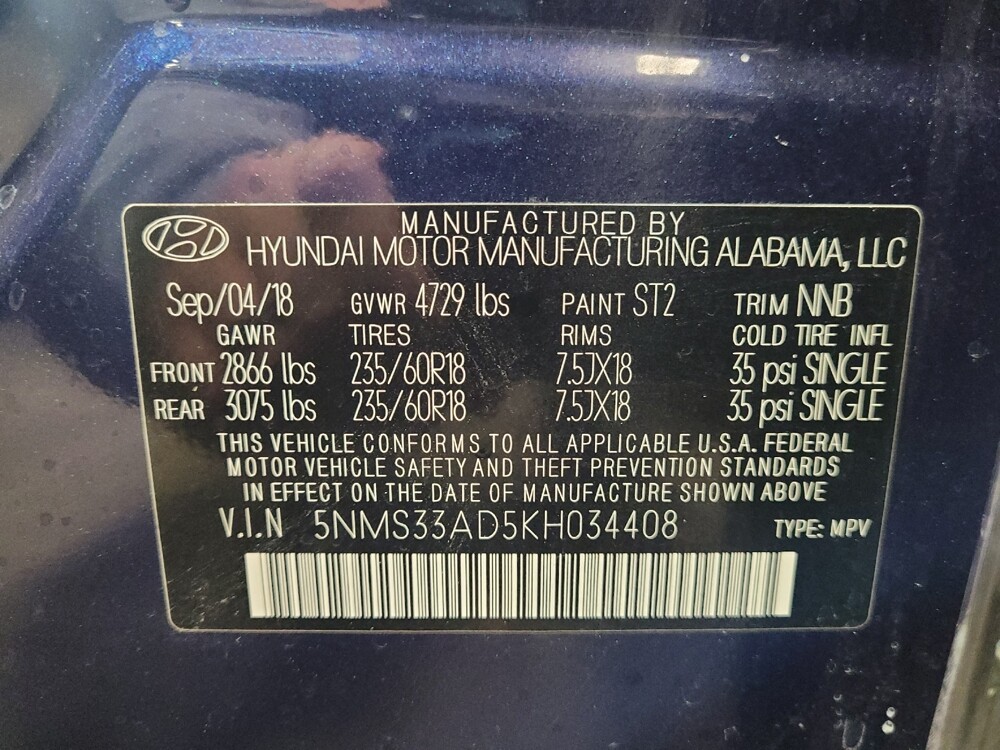 MANUFACTURED BY
HYUNDAI MOTOR MANUFACTURING ALABAMA, LLC
Sep/04/18 GVWR 4729 lbs PAINT ST2 TRIM NNB
GAWR TIRES RIMS COLD TIRE INFL
FRONT 2866 lbs 235/60R18 7.5JX18 35 psi SINGLE
REAR 3075 lbs 235/60R18 7.5JX18 35 psi SINGLE
THIS VEHICLE CONFORMS TO ALL APPLICABLE U.S.A. FEDERAL
MOTOR VEHICLE SAFETY AND THEFT PREVENTION STANDARDS
IN EFFECT ON THE DATE OF MANUFACTURE SHOWN ABOVE
V.I.N 5NMS33AD5KH034408 TYPE: MPV